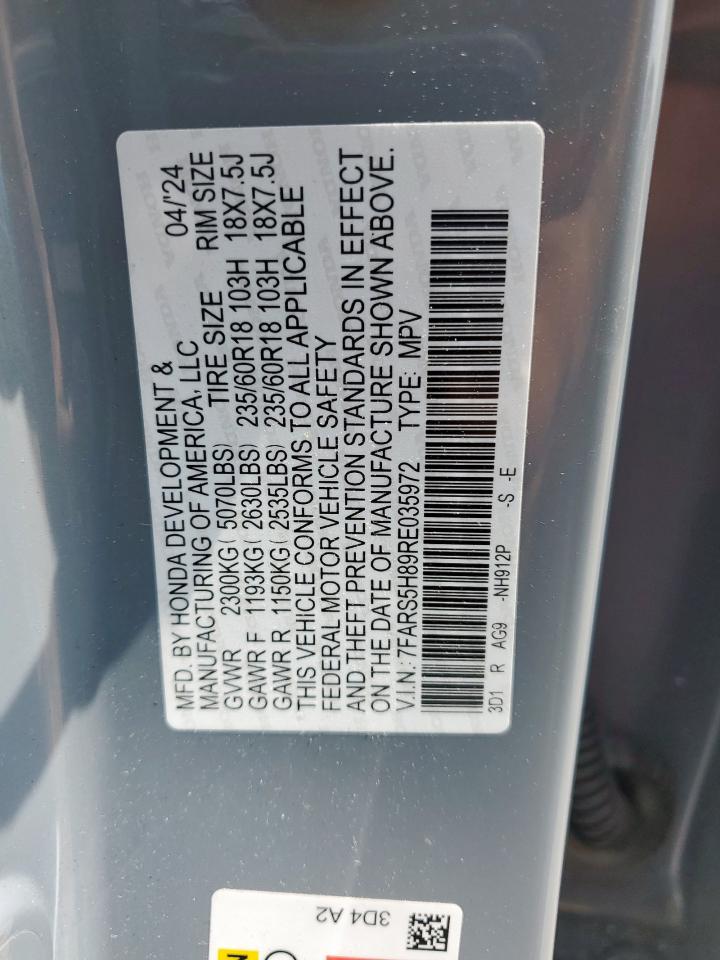 MFD. BY HONDA DEVELOPMENT &
MANUFACTURING OF AMERICA, LLC 04/'24
GVWR 2300KG( 5070LBS) TIRE SIZE RIM SIZE
GAWR F 1193KG( 2630LBS) 235/60R18 103H 18X7.5J
GAWR R 1150KG( 2535LBS) 235/60R18 103H 18X7.5J
THIS VEHICLE CONFORMS TO ALL APPLICABLE
FEDERAL MOTOR VEHICLE SAFETY
AND THEFT PREVENTION STANDARDS IN EFFECT
ON THE DATE OF MANUFACTURE SHOWN ABOVE.
V.I.N.: 7FARS5H89RE035972 TYPE: MPV
3D1 R AG9 -NH912P -S -E
3D4 A2